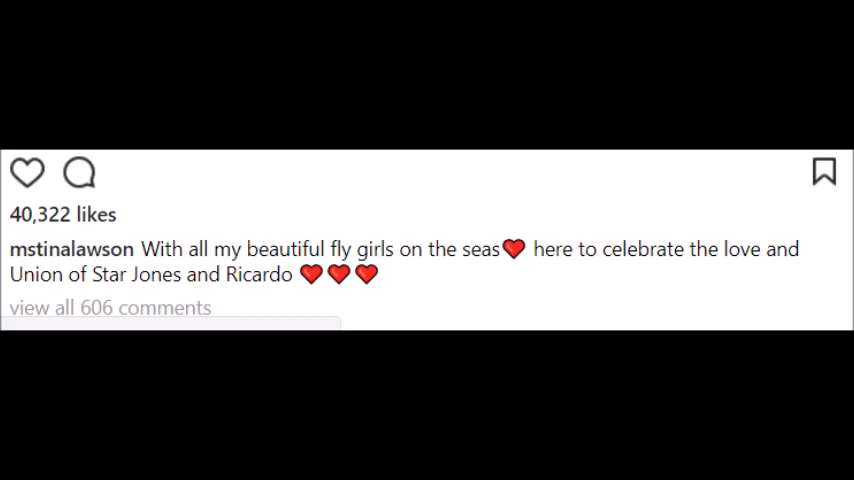 40,322 likes
mstinalawson With all my beautiful fly girls on the seas❤️ here to celebrate the love and
Union of Star Jones and Ricardo ❤️❤️❤️
view all 606 comments